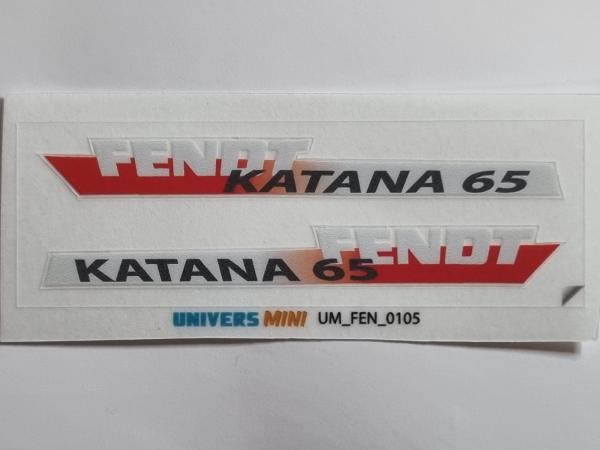 FENDT
KATANA 65
FENDT
KATANA 65
UNIVERS MINI UM_FEN_0105